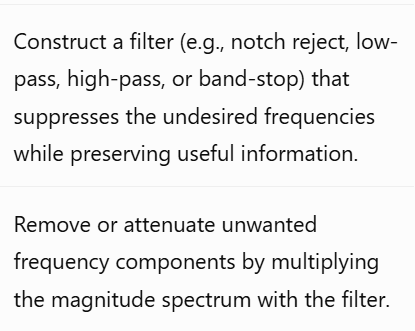 Construct a filter (e.g., notch reject, low-
pass, high-pass, or band-stop) that
suppresses the undesired frequencies
while preserving useful information.
Remove or attenuate unwanted
frequency components by multiplying
the magnitude spectrum with the filter.